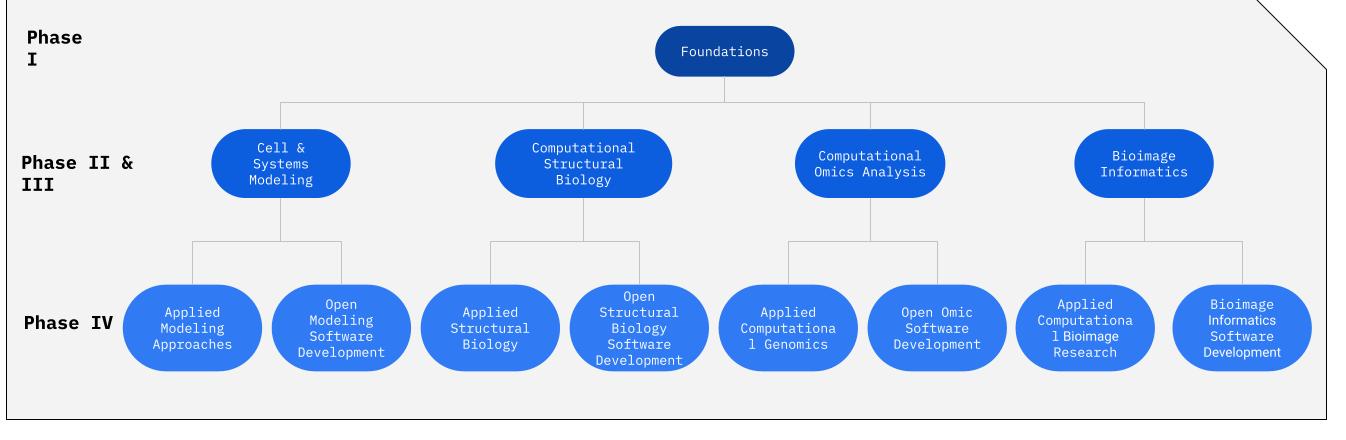 Phase
I
Foundations
Phase II &
III
Cell &
Systems
Modeling
Computational
Structural
Biology
Computational
Omics Analysis
Bioimage
Informatics
Phase IV
Applied
Modeling
Approaches
Open
Modeling
Software
Development
Applied
Structural
Biology
Open
Structural
Biology
Software
Development
Applied
Computationa
l Genomics
Open Omic
Software
Development
Applied
Computationa
l Bioimage
Research
Bioimage
Informatics
Software
Development